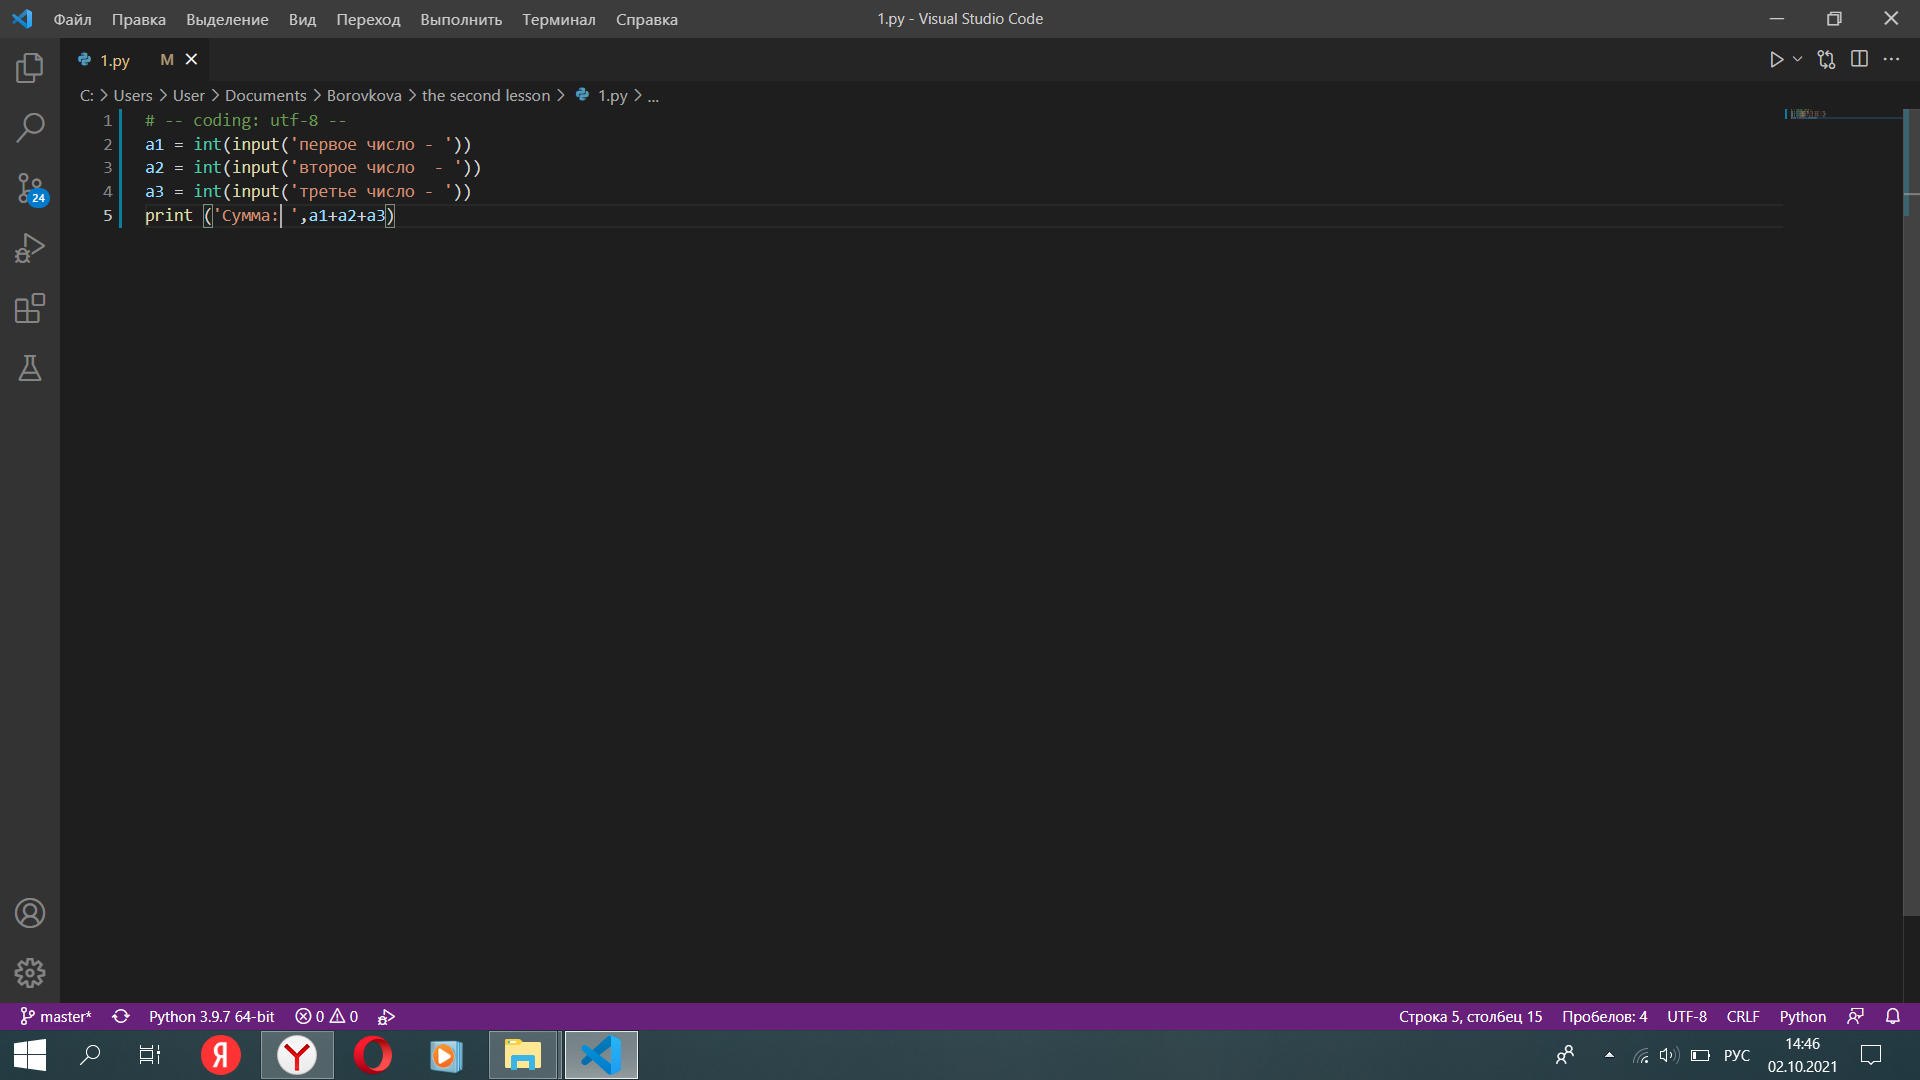 Файл Правка Выделение Вид Переход Выполнить Терминал Справка
1.py - Visual Studio Code
1.py M
C: > Users > User > Documents > Borovkova > the second lesson > 1.py > ...
1 # -- coding: utf-8 --
2 a1 = int(input('первое число - '))
3 a2 = int(input('второе число  - '))
4 a3 = int(input('третье число - '))
5 print ('Сумма: ',a1+a2+a3)
24
master* Python 3.9.7 64-bit 0 0
Строка 5, столбец 15 Пробелов: 4 UTF-8 CRLF Python
Я Y
РУС
14:46
02.10.2021